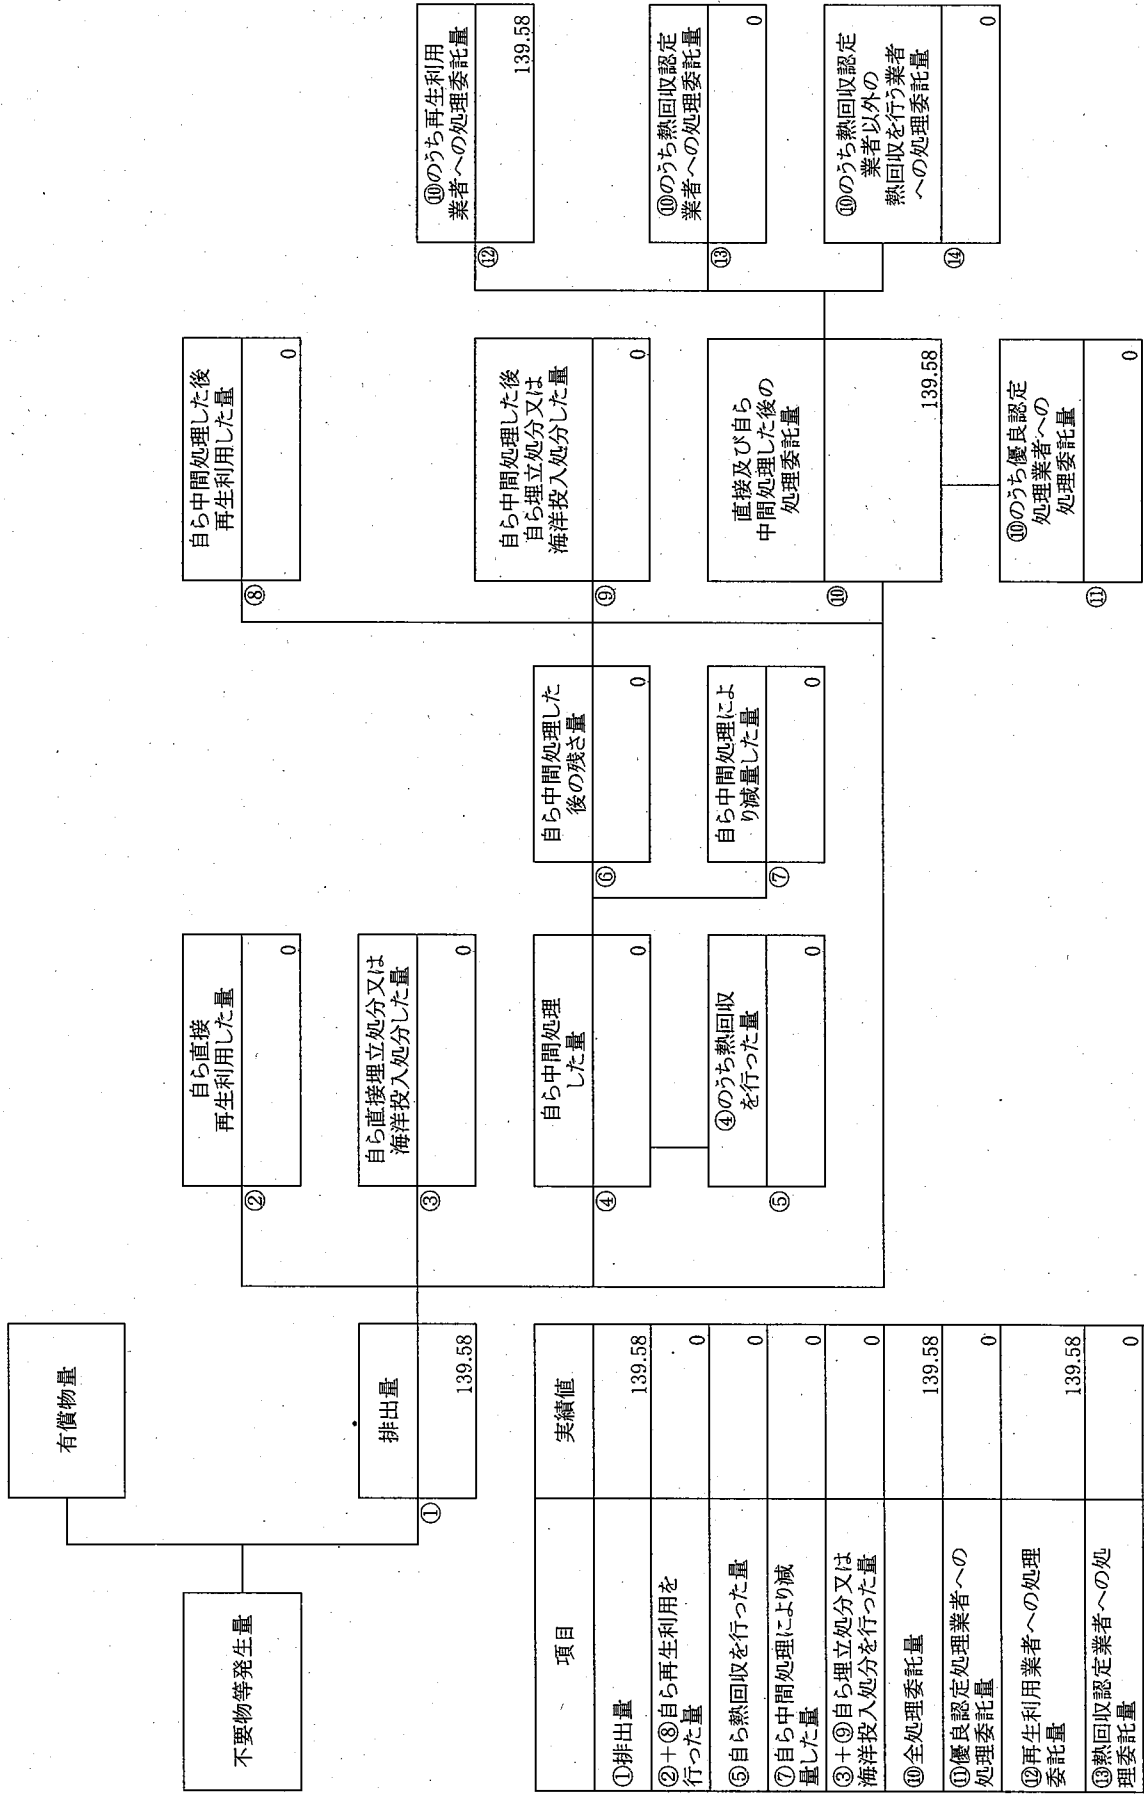 不要物等発生量
有償物量
排出量
①
139.58
自ら直接
再生利用した量
②
0
自ら直接埋立処分又は
海洋投入処分した量
③
0
自ら中間処理
した量
④
0
④のうち熱回収
を行った量
⑤
0
自ら中間処理した
後の残さ量
⑥
0
自ら中間処理によ
り減量した量
⑦
0
自ら中間処理した後
再生利用した量
⑧
0
自ら中間処理した後
自ら埋立処分又は
海洋投入処分した量
⑨
0
直接及び自ら
中間処理した後の
処理委託量
⑩
139.58
⑩のうち優良認定
処理業者への
処理委託量
⑪
0
⑩のうち再生利用
業者への処理委託量
⑫
139.58
⑩のうち熱回収認定
業者への処理委託量
⑬
0
⑩のうち熱回収認定
業者以外の
熱回収を行う業者
への処理委託量
⑭
0
項目 実績値
①排出量 139.58
②＋⑧自ら再生利用を
行った量 0
⑤自ら熱回収を行った量 0
⑦自ら中間処理により減
量した量 0
③＋⑨自ら埋立処分又は
海洋投入処分を行った量 0
⑩全処理委託量 139.58
⑪優良認定処理業者への
処理委託量 0
⑫再生利用業者への処理
委託量 139.58
⑬熱回収認定業者への処
理委託量 0